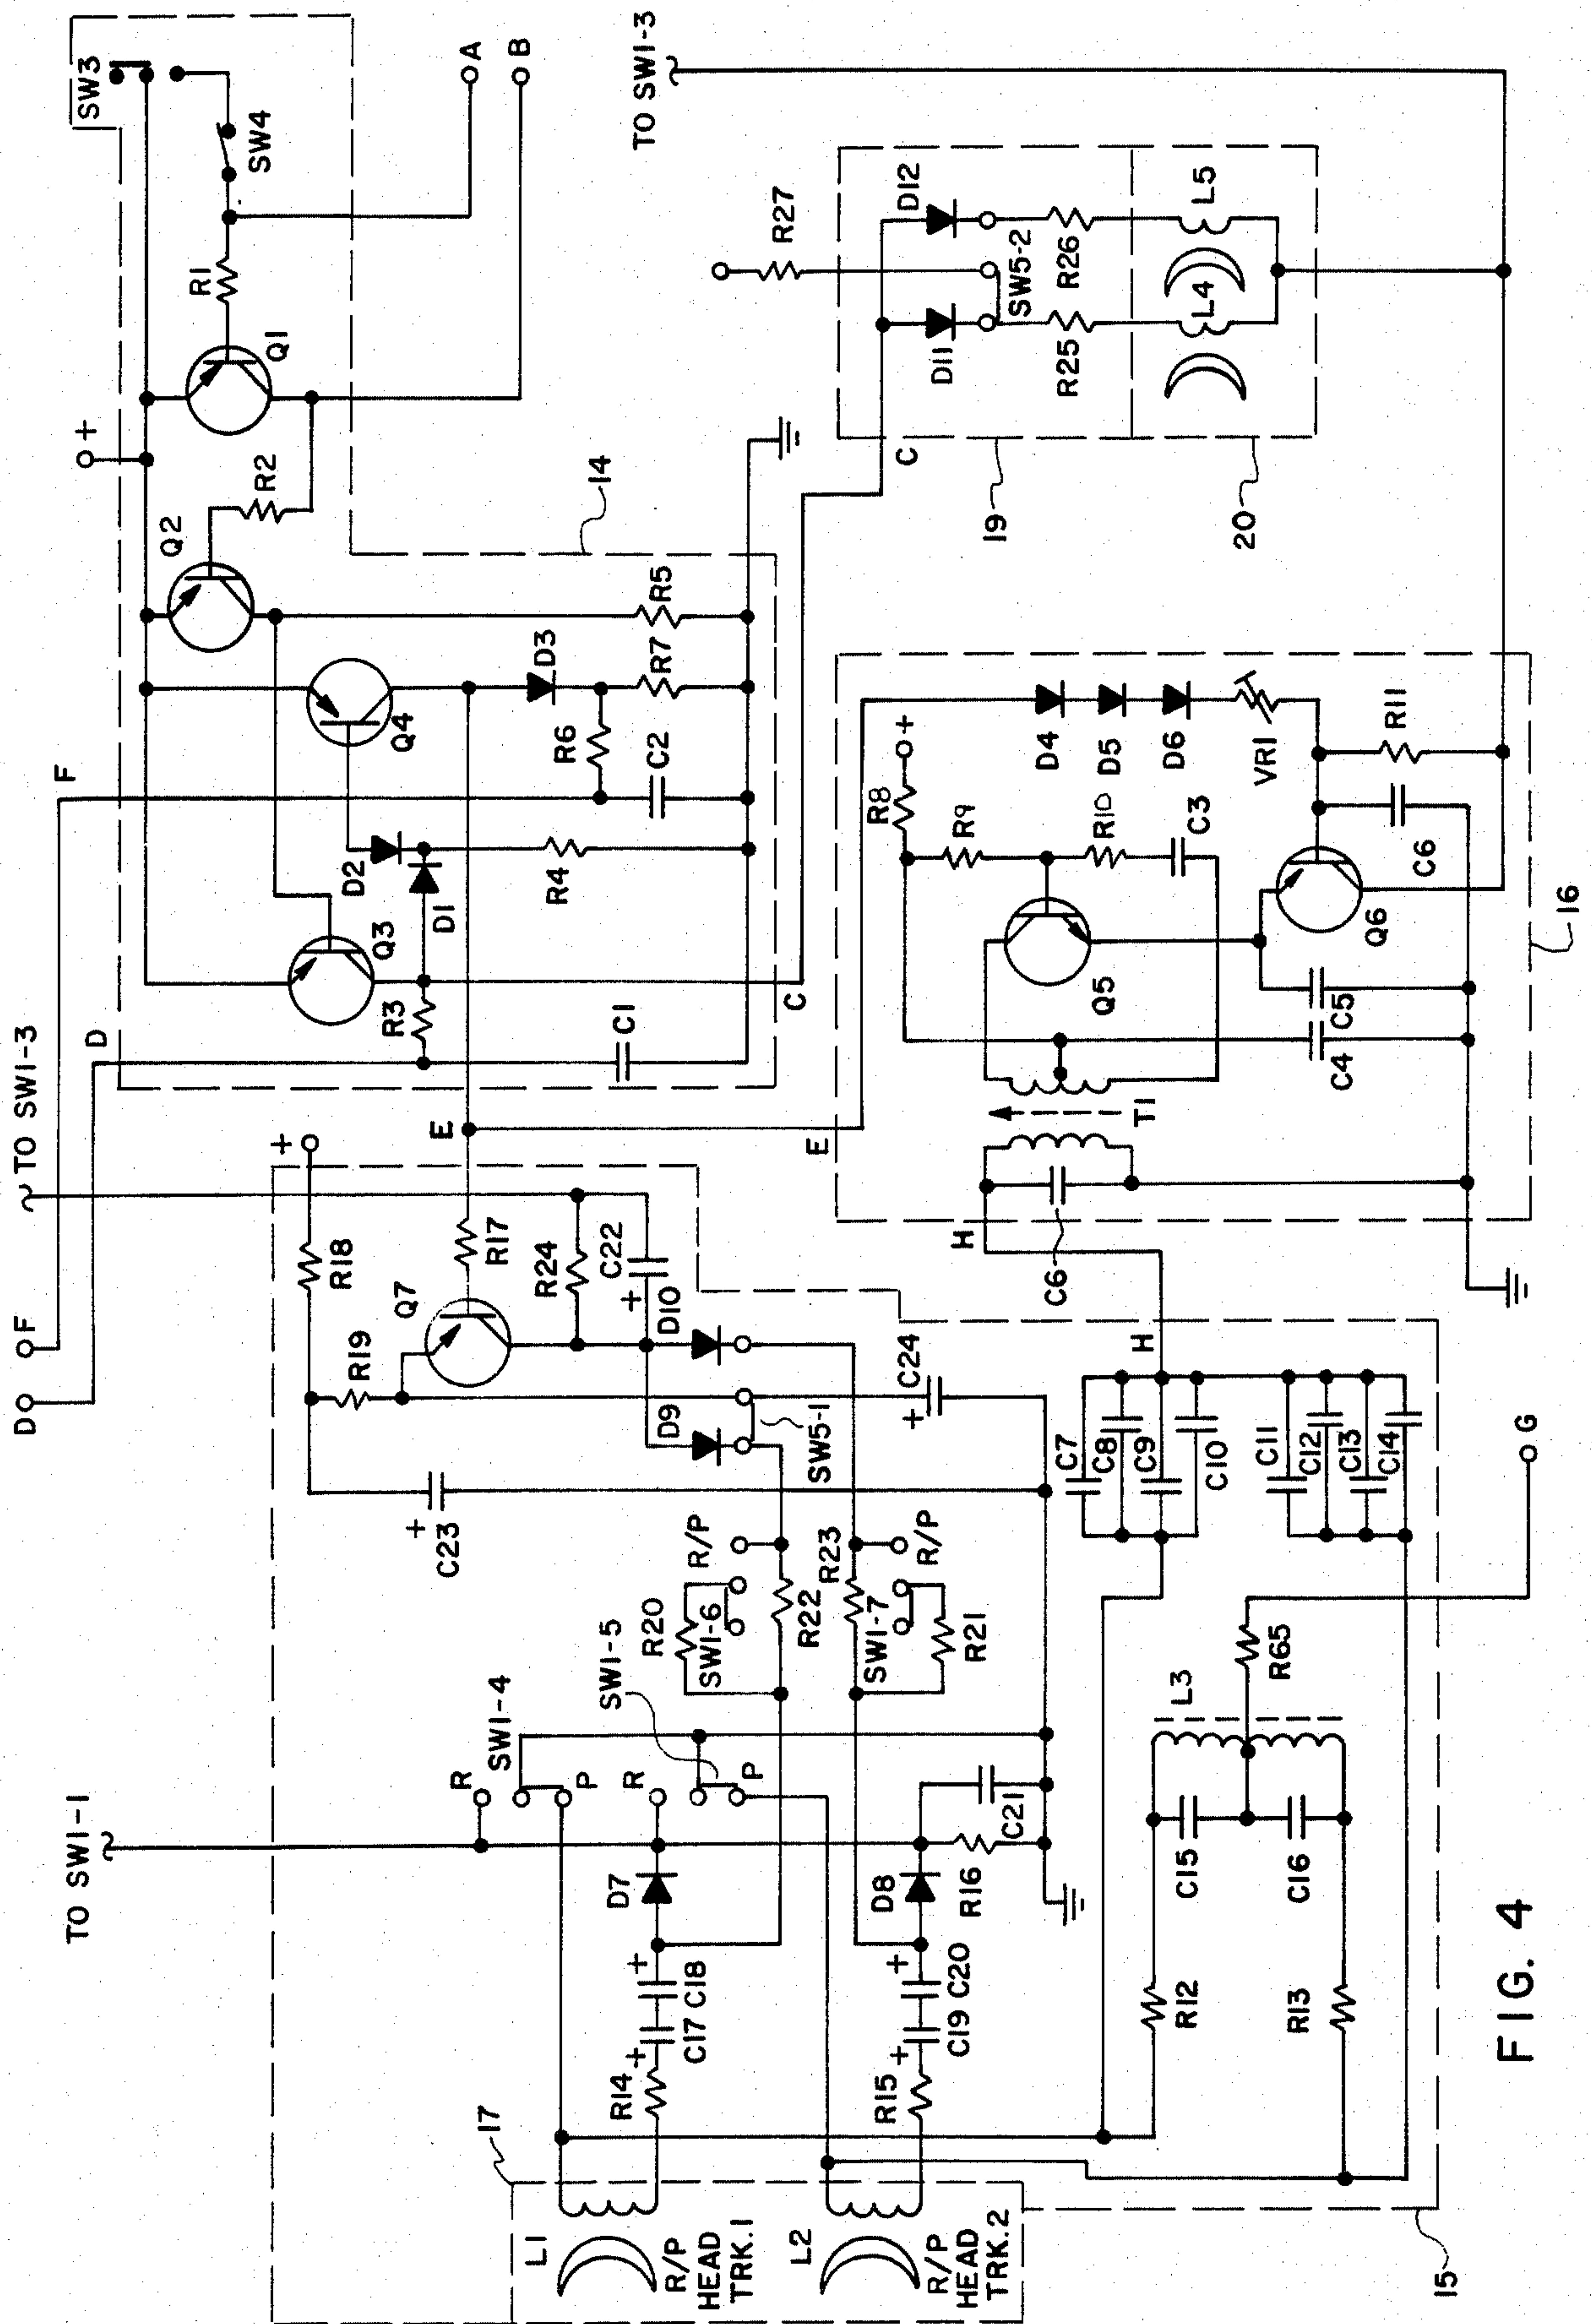 TO SW1-3
D
F
D
F
+
SW3
SW4
R1
Q1
A
B
TO SW1-3
R2
Q2
14
Q4
D3
R5
R7
R6
C2
D2
D1
R4
Q3
R3
C1
C
E
+
R18
R17
Q7
R24
C22
+
D10
R19
D9
SW5-1
C24
+
C23
+
R/P
R20
SW1-6
R22
R23
R/P
SW1-7
R21
SW1-5
SW1-4
R
P
R
P
TO SW1-1
D7
D8
R16
C21
+
C18
C17
+
R14
+
C20
C19
+
R15
17
L1
R/P
HEAD
TRK.1
L2
R/P
HEAD
TRK.2
15
R12
R13
C15
C16
L3
R65
G
C7
C8
C9
C10
C11
C12
C13
C14
H
H
C6
E
T1
C4
C5
Q5
R8
+
R9
R10
C3
D4
D5
D6
VR1
R11
C6
Q6
16
C
19
20
D11
D12
R27
SW5-2
R25
R26
L4
L5
FIG. 4